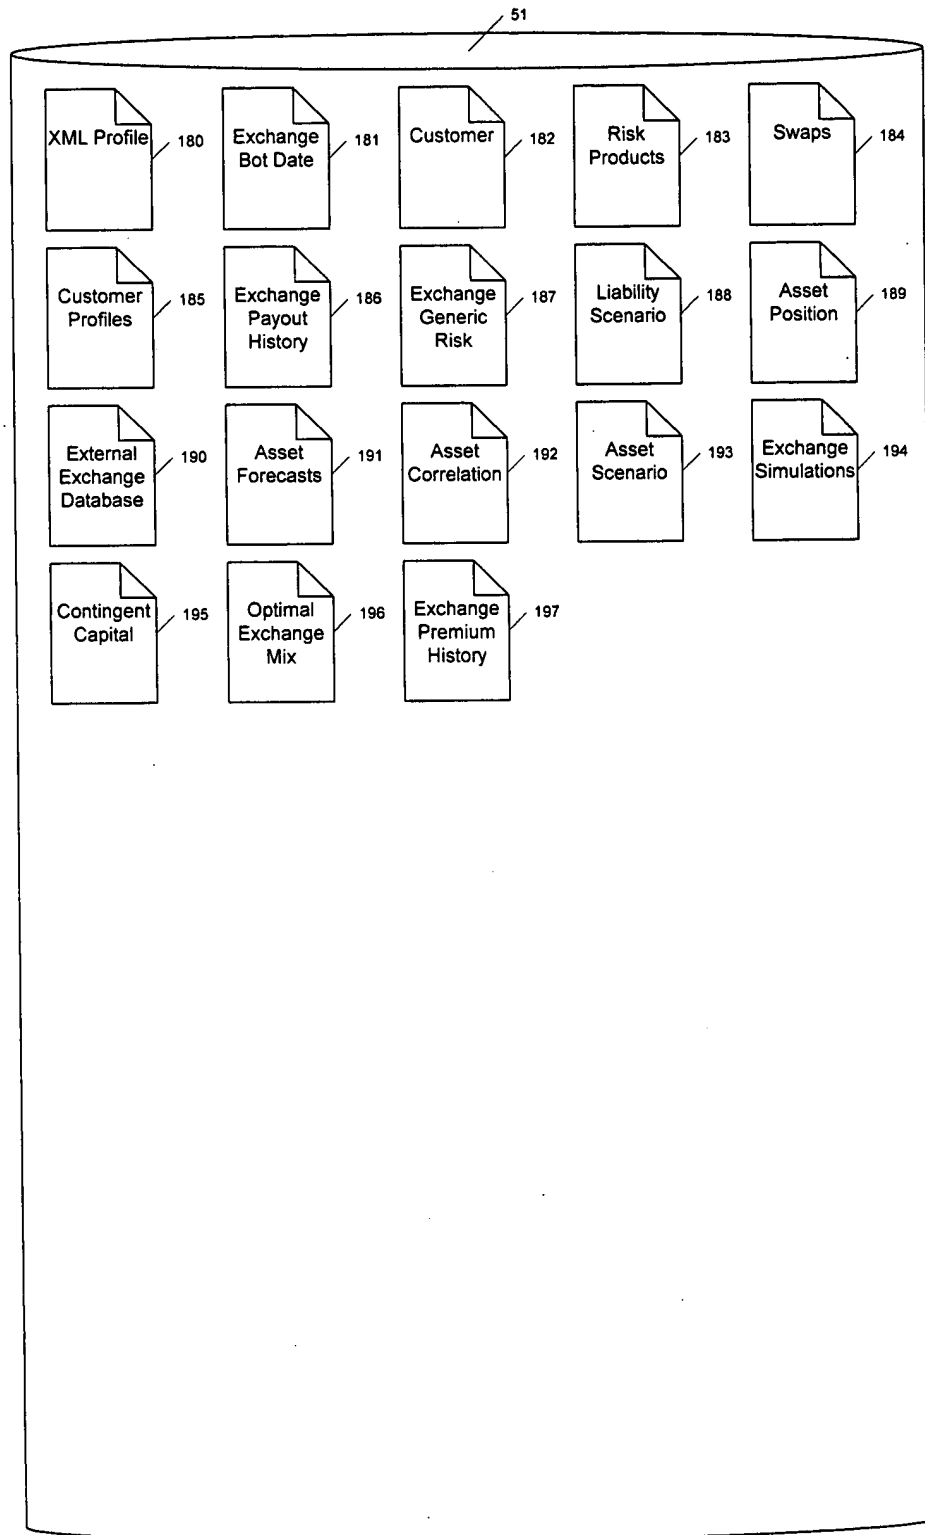 51
XML Profile
180
Exchange
Bot Date
181
Customer
182
Risk
Products
183
Swaps
184
Customer
Profiles
185
Exchange
Payout
History
186
Exchange
Generic
Risk
187
Liability
Scenario
188
Asset
Position
189
External
Exchange
Database
190
Asset
Forecasts
191
Asset
Correlation
192
Asset
Scenario
193
Exchange
Simulations
194
Contingent
Capital
195
Optimal
Exchange
Mix
196
Exchange
Premium
History
197